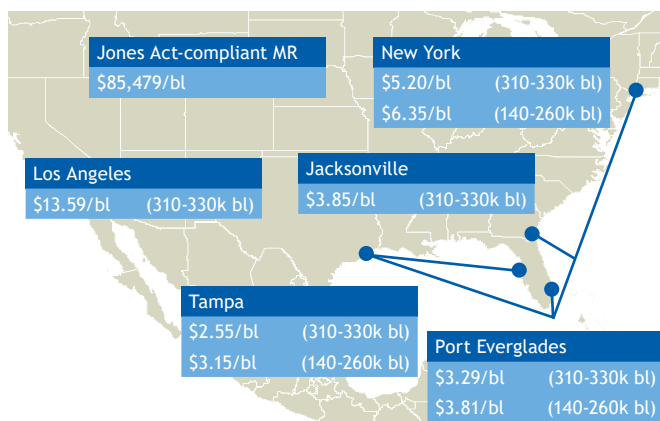 Jones Act-compliant MR
$85,479/bl
New York
$5.20/bl (310-330k bl)
$6.35/bl (140-260k bl)
Los Angeles
$13.59/bl (310-330k bl)
Jacksonville
$3.85/bl (310-330k bl)
Tampa
$2.55/bl (310-330k bl)
$3.15/bl (140-260k bl)
Port Everglades
$3.29/bl (310-330k bl)
$3.81/bl (140-260k bl)